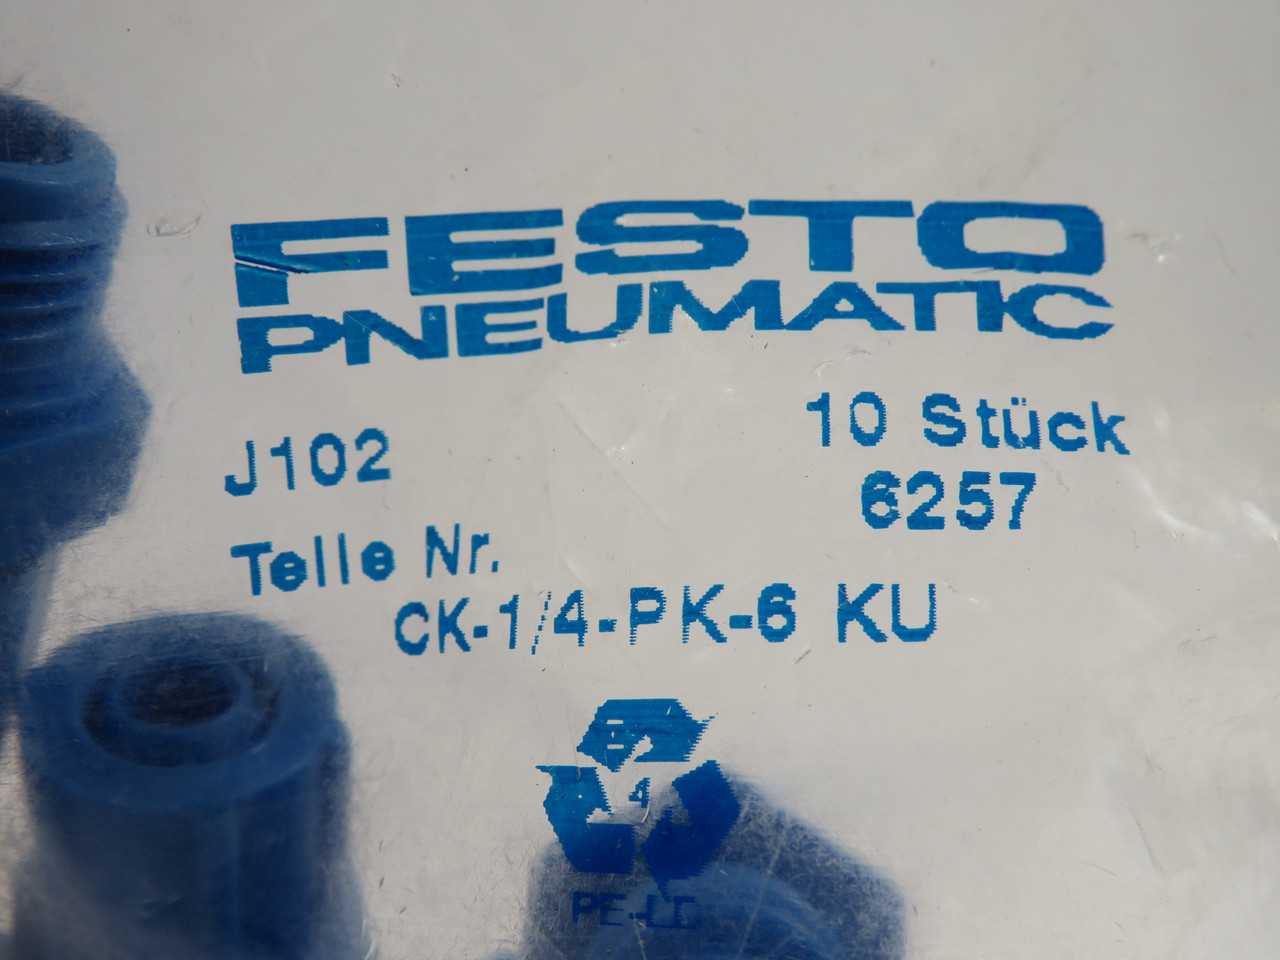 FESTO
PNEUMATIC
J102
10 Stück
6257
Telle Nr.
CK-1/4-PK-6 KU
4
PE-LD